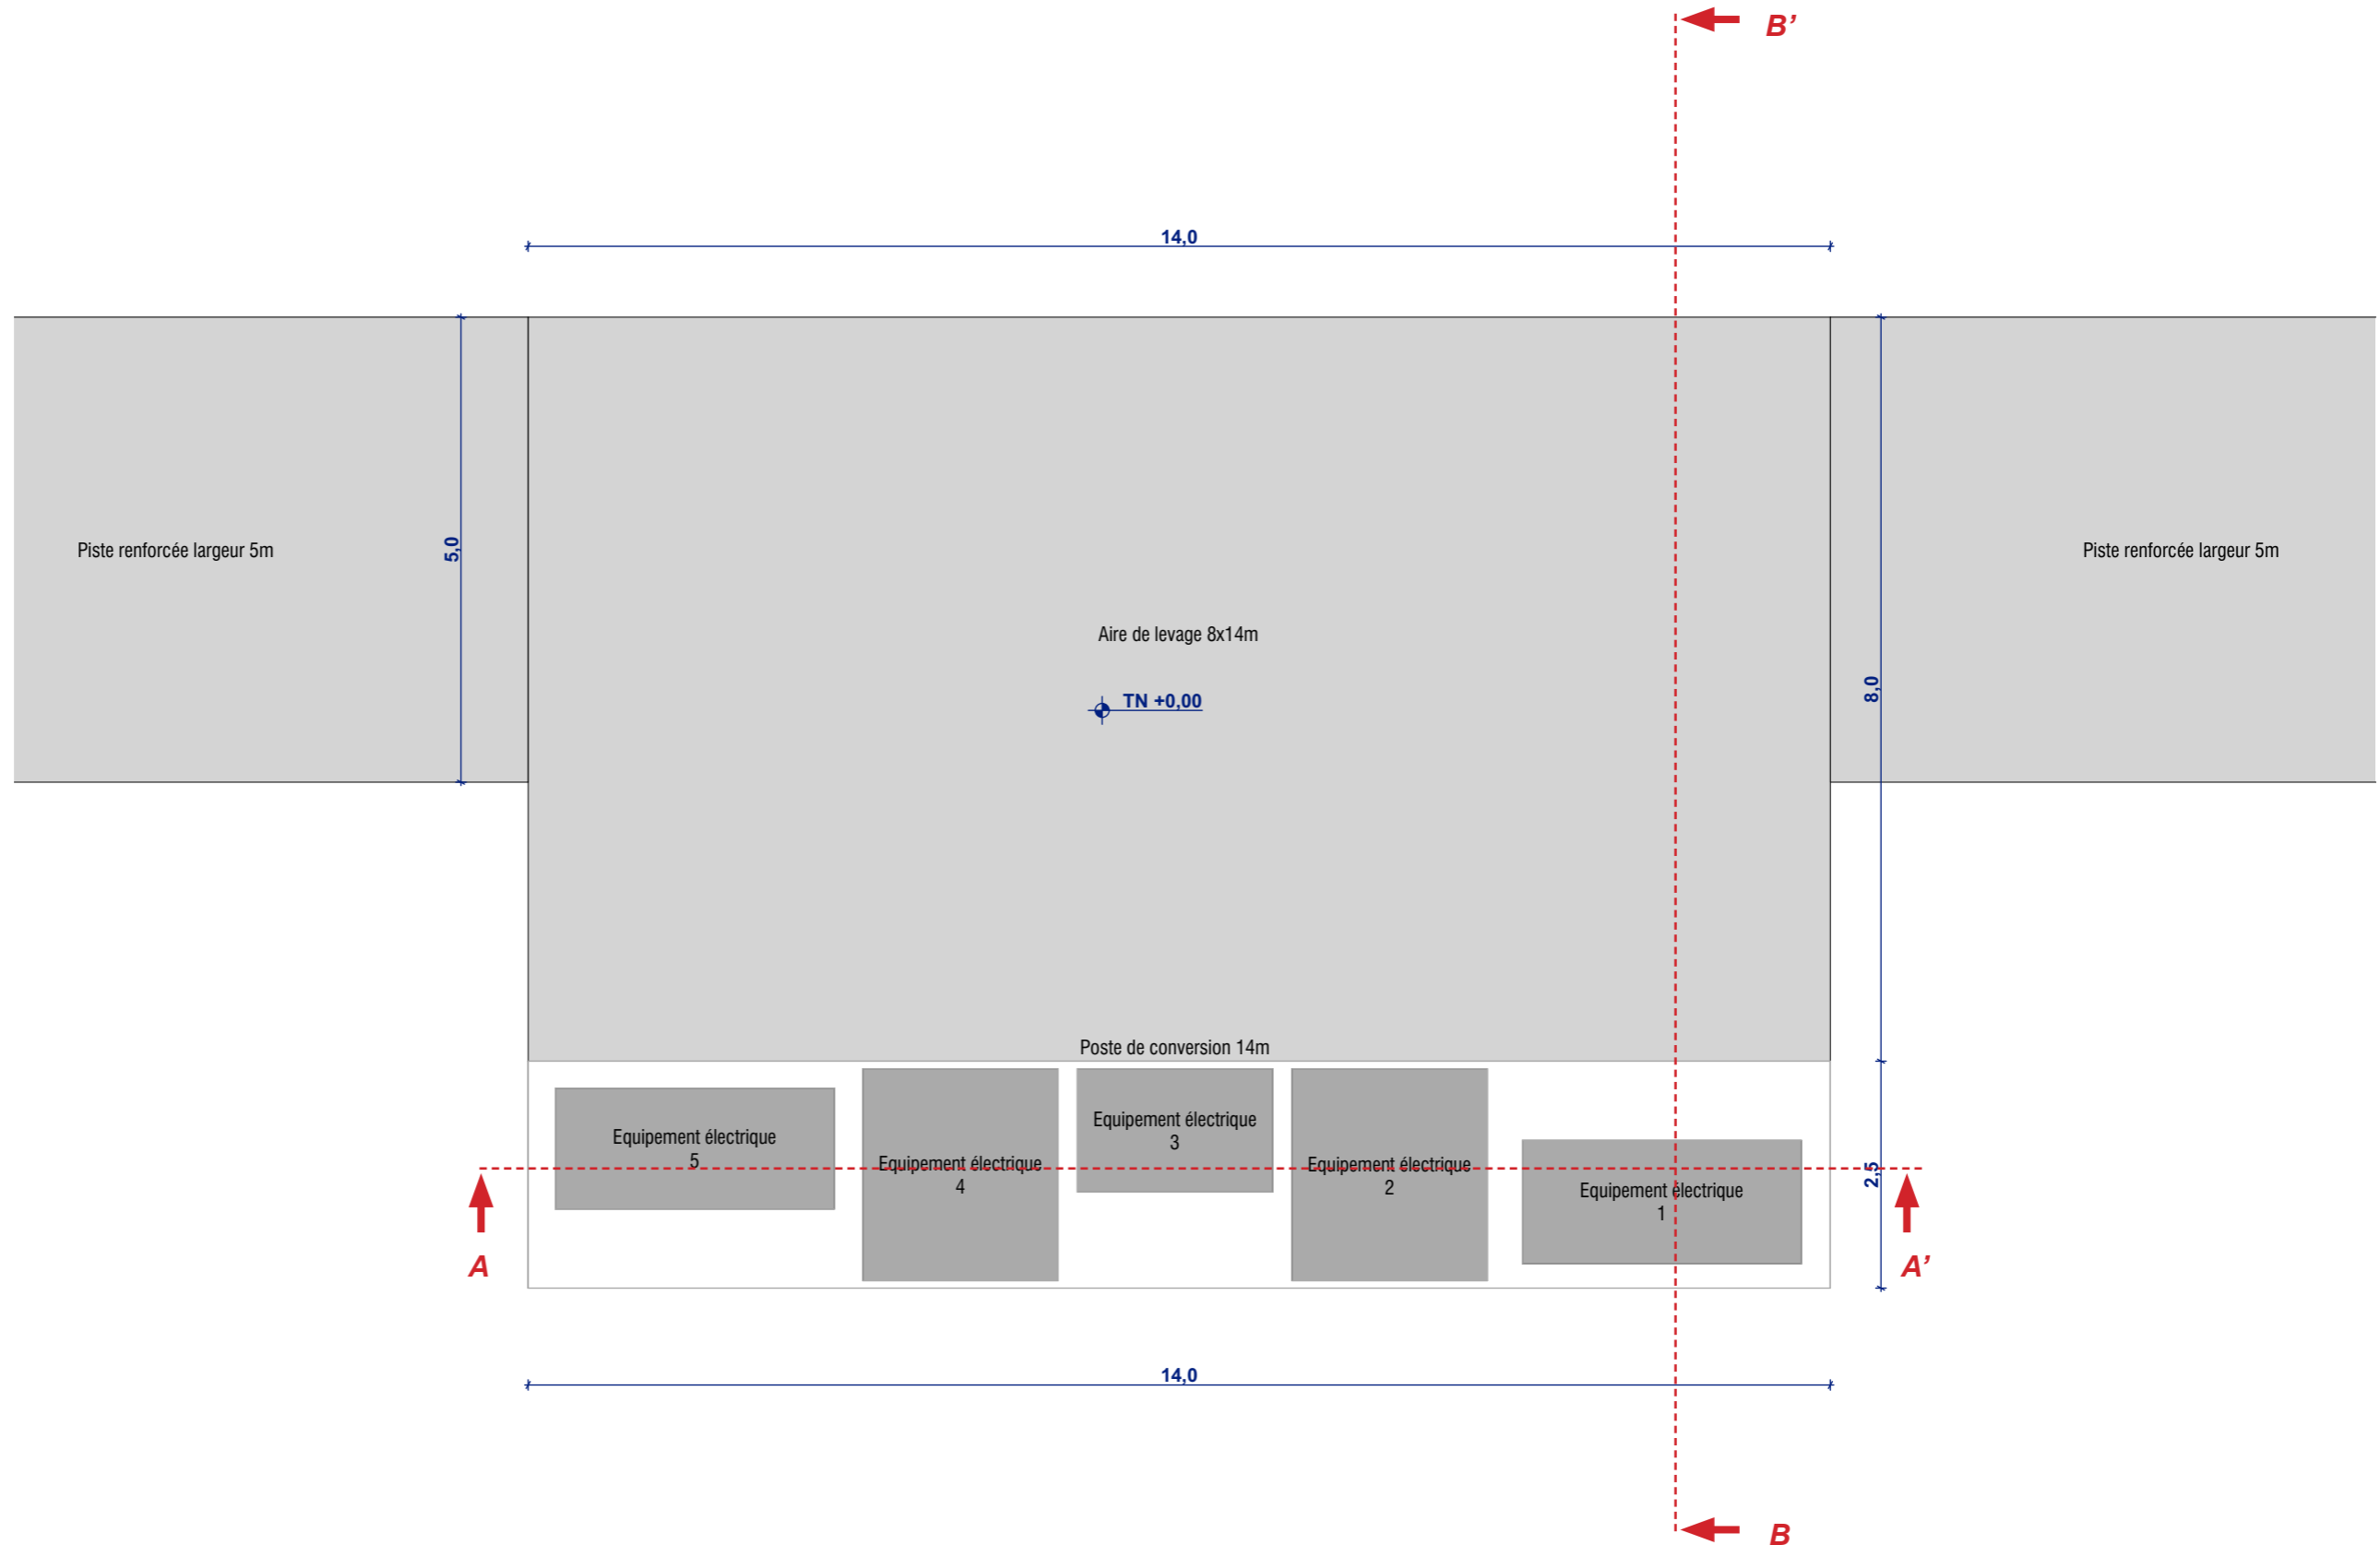 B’
14,0
Piste renforcée largeur 5m
5,0
Piste renforcée largeur 5m
Aire de levage 8x14m
TN +0,00
8,0
Poste de conversion 14m
Equipement électrique
5
Equipement électrique
4
Equipement électrique
3
Equipement électrique
2
Equipement électrique
1
2,5
A
A’
14,0
B